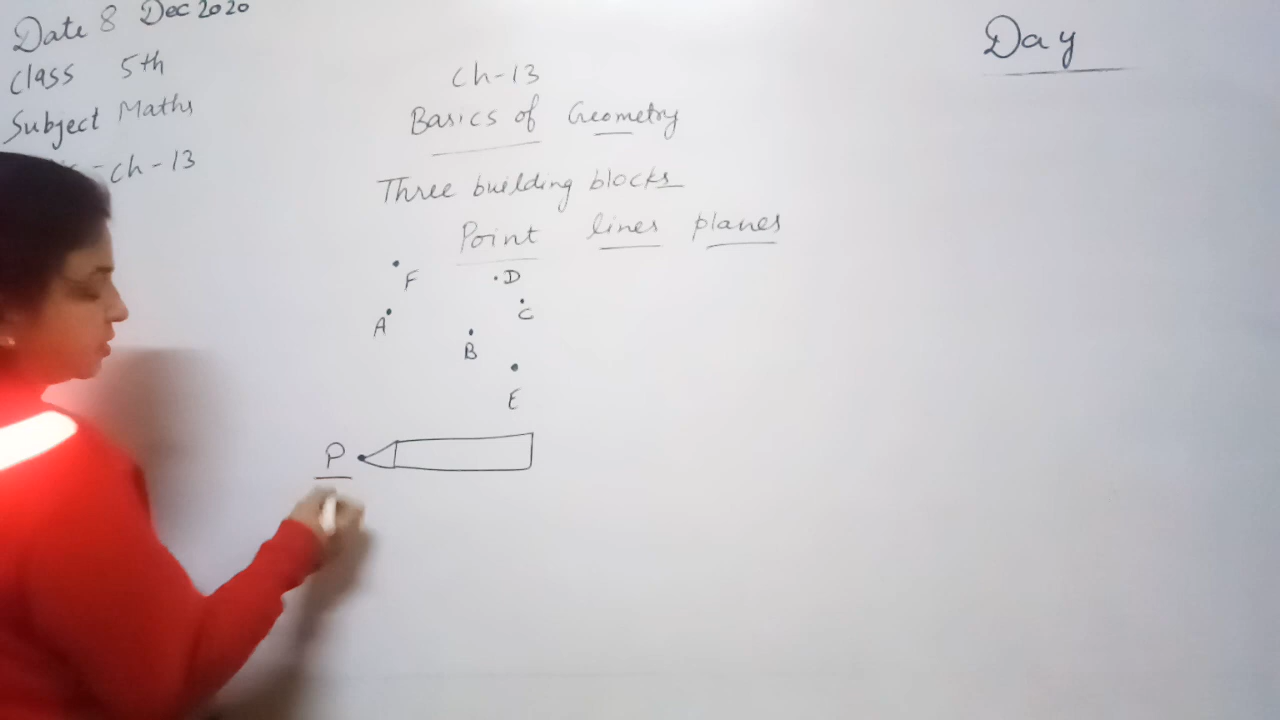 Date 8 Dec 2020
Class 5th
Subject Maths
- ch - 13
Day
Ch-13
Basics of Geometry
Three building blocks
Point lines planes
F
D
A
C
B
E
P